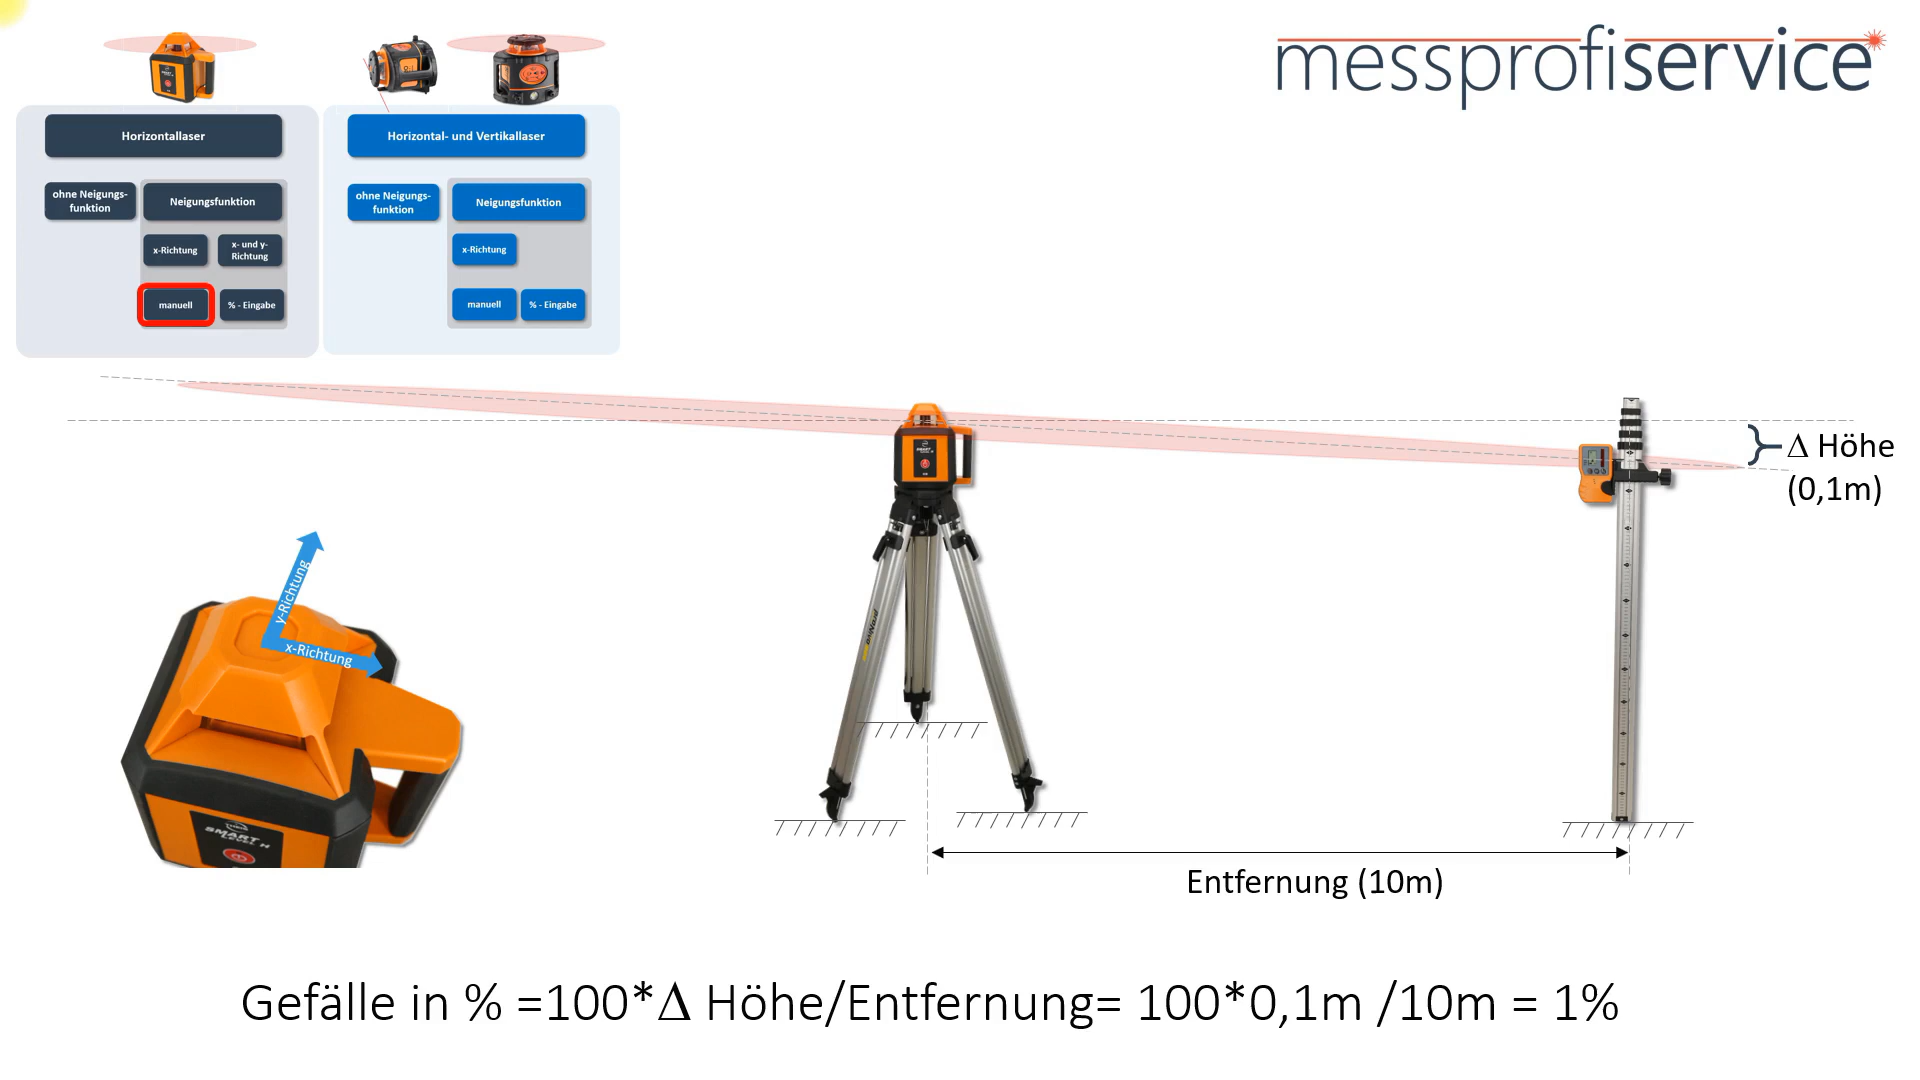 messprofiservice
Horizontallaser
Horizontal- und Vertikallaser
ohne Neigungs-
funktion
Neigungsfunktion
x-Richtung
x- und y-
Richtung
manuell
% - Eingabe
ohne Neigungs-
funktion
Neigungsfunktion
x-Richtung
manuell
% - Eingabe
Δ Höhe
(0,1m)
y-Richtung
x-Richtung
SMART
LEVEL H
Entfernung (10m)
Gefälle in % =100*Δ Höhe/Entfernung= 100*0,1m /10m = 1%